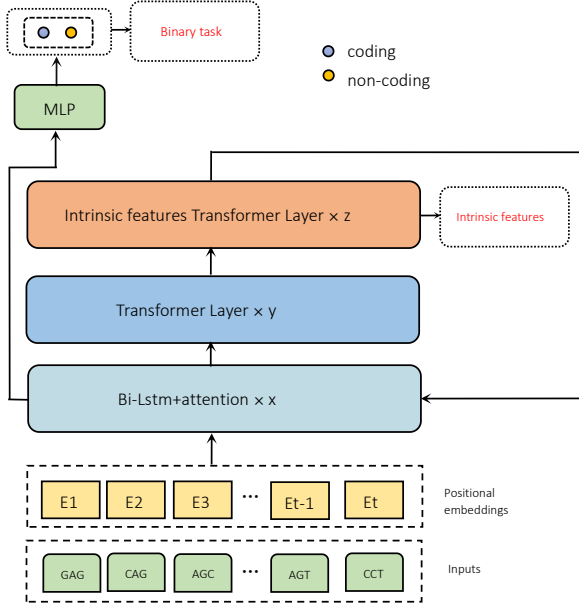 Binary task
coding
non-coding
MLP
Intrinsic features Transformer Layer × z
Intrinsic features
Transformer Layer × y
Bi-Lstm+attention × x
E1 E2 E3 ... Et-1 Et
Positional
embeddings
GAG CAG AGC ... AGT CCT
Inputs